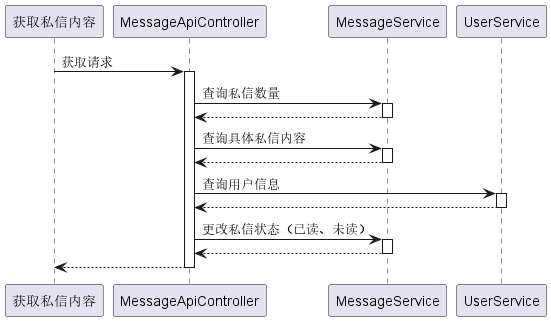 获取私信内容 MessageApiController MessageService UserService
获取请求
查询私信数量
查询具体私信内容
查询用户信息
更改私信状态（已读、未读）
获取私信内容 MessageApiController MessageService UserService